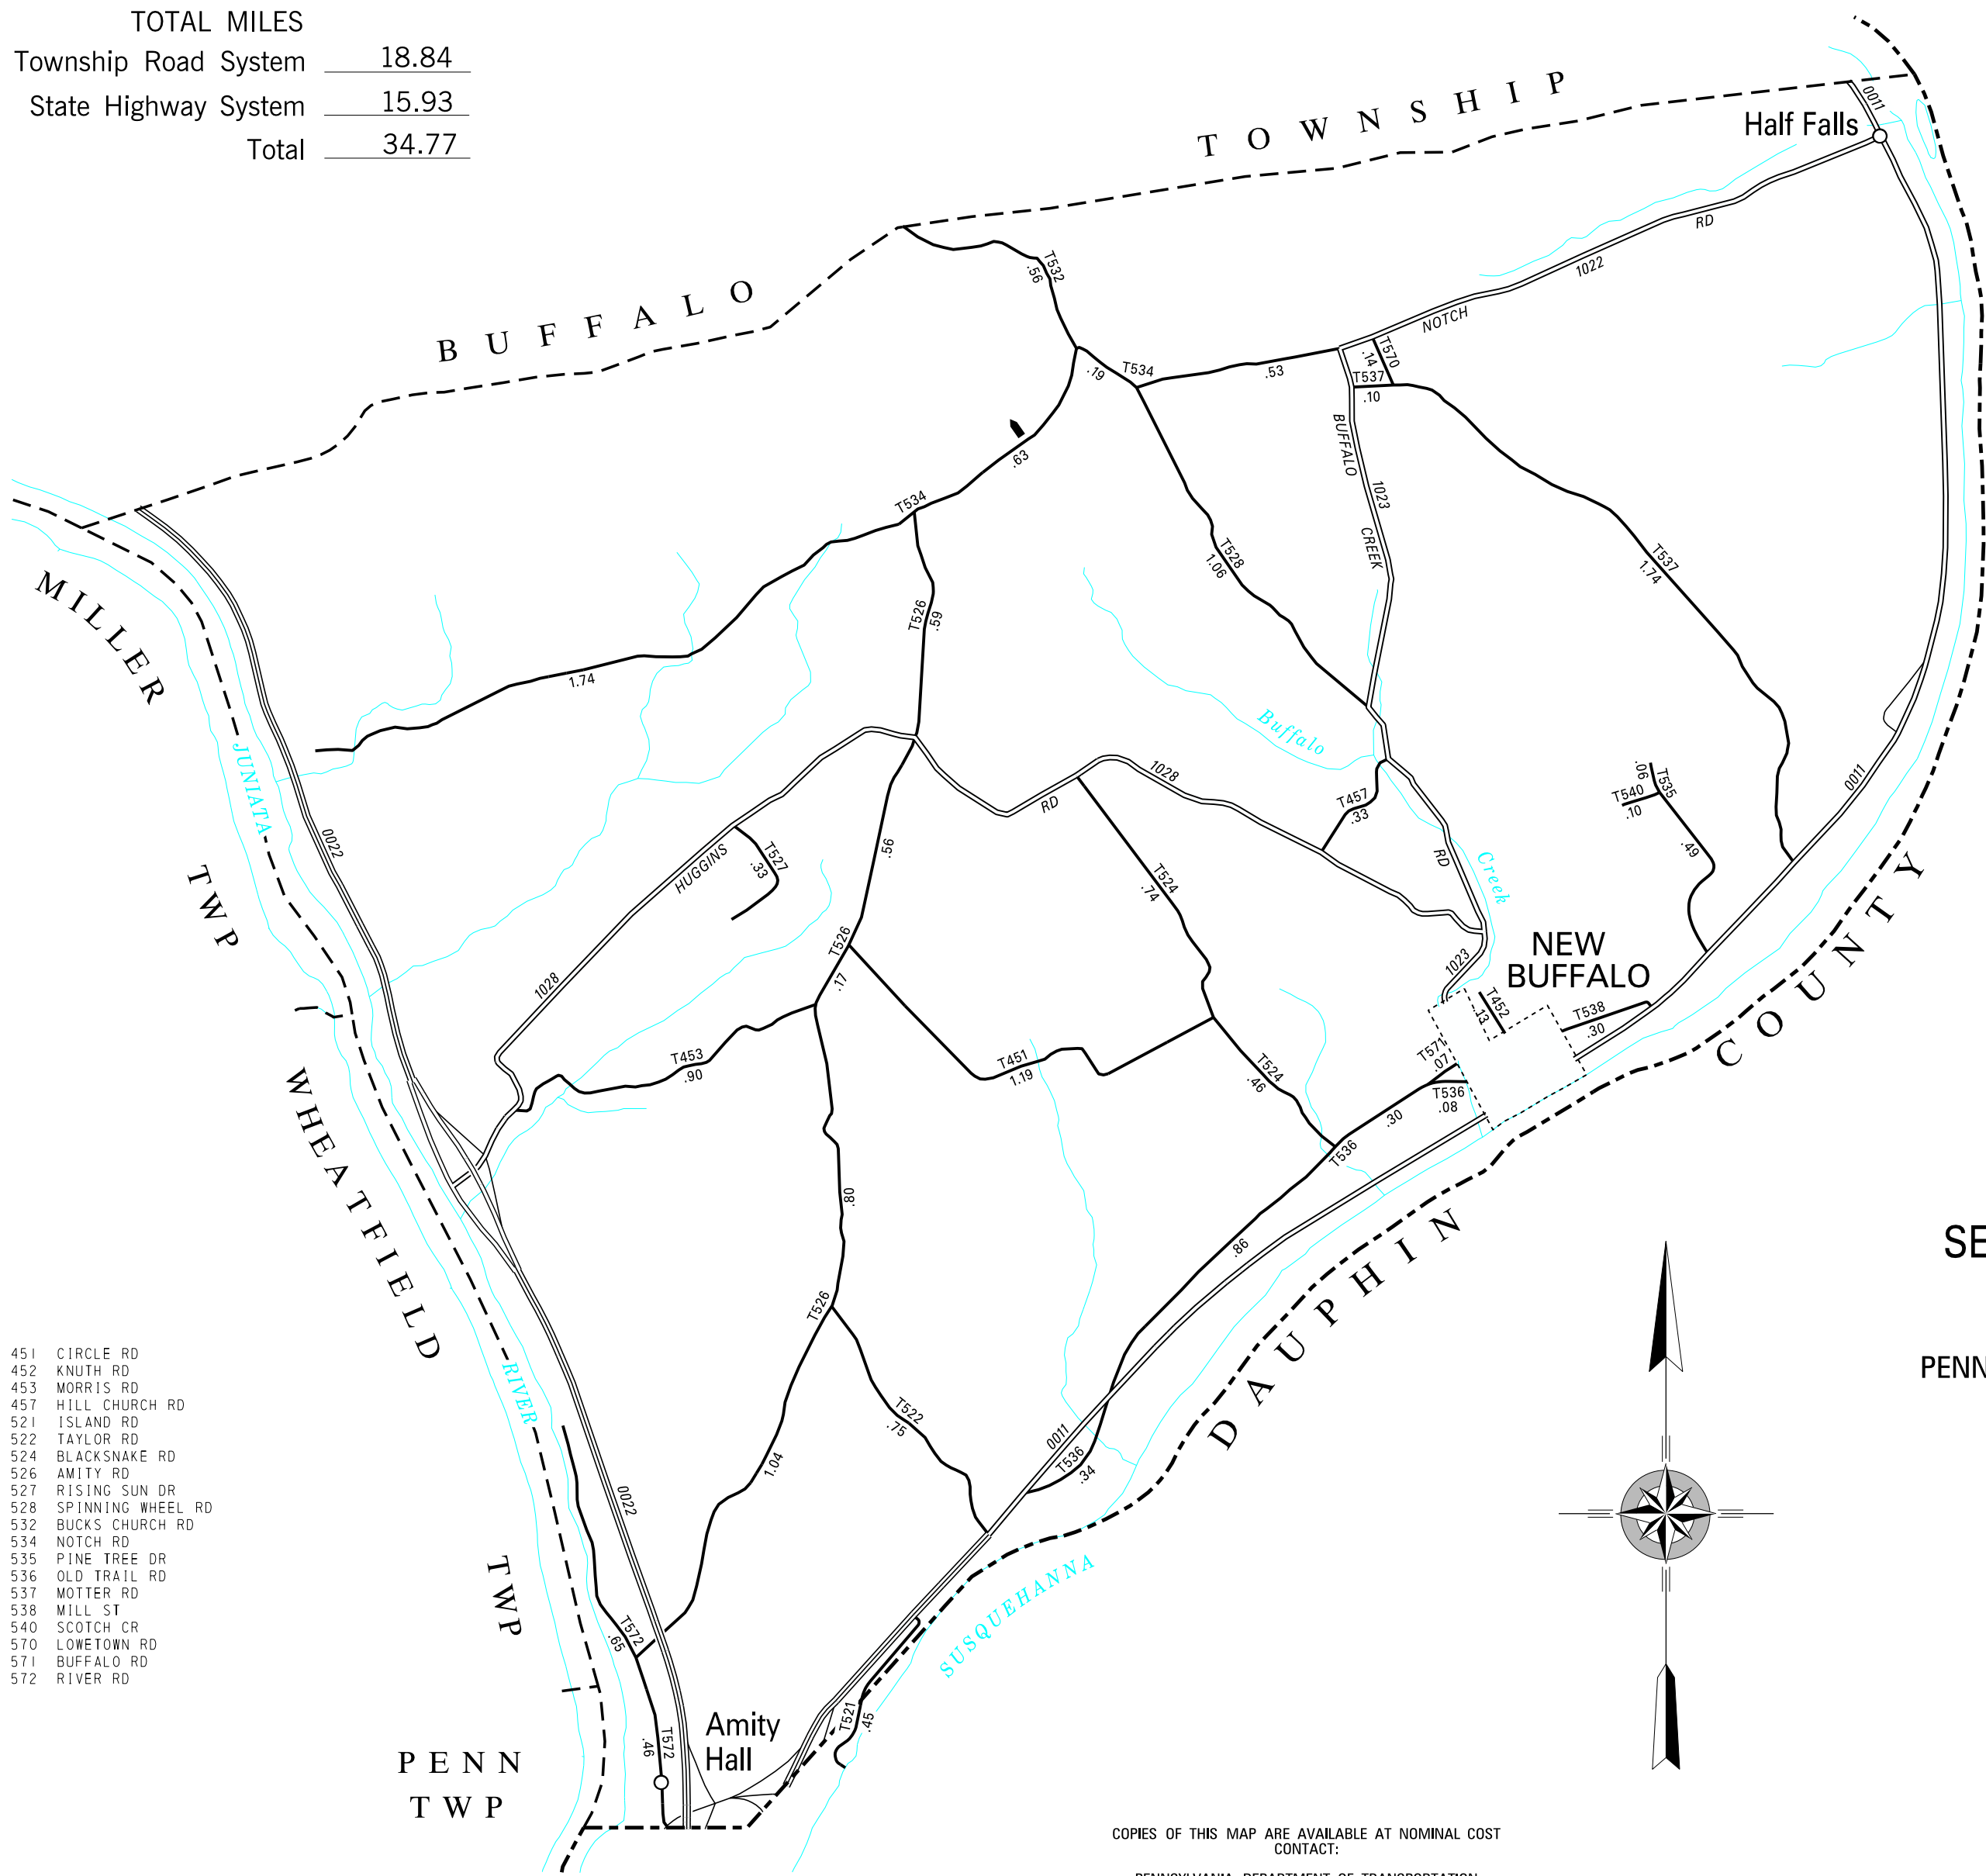 TOTAL MILES
Township Road System 18.84
State Highway System 15.93
Total 34.77
BUFFALO TOWNSHIP
Half Falls
0011
RD
1022
NOTCH
T532
.56
.19
T534
.53
T570
.14
T537
.10
BUFFALO
1023
CREEK
.63
T534
T528
1.06
T537
1.74
T526
.59
1.74
MILLER
TWP
JUNIATA
0022
Buffalo
1028
RD
T457
.33
RD
Creek
T535
.06
T540
.10
.49
0011
HUGGINS
T527
.33
.56
T524
.74
T526
.17
1028
1023
NEW
BUFFALO
T452
.13
T538
.30
COUNTY
T453
.90
T451
1.19
T524
.46
T571
.07
T536
.08
.30
T536
WHEATFIELD
TWP
.80
.86
DAUPHIN
SE
PENN
T526
RIVER
T522
.75
1.04
0022
0011
T536
.34
SUSQUEHANNA
T572
.65
T521
.45
T572
.46
Amity
Hall
PENN
TWP
451 CIRCLE RD
452 KNUTH RD
453 MORRIS RD
457 HILL CHURCH RD
521 ISLAND RD
522 TAYLOR RD
524 BLACKSNAKE RD
526 AMITY RD
527 RISING SUN DR
528 SPINNING WHEEL RD
532 BUCKS CHURCH RD
534 NOTCH RD
535 PINE TREE DR
536 OLD TRAIL RD
537 MOTTER RD
538 MILL ST
540 SCOTCH CR
570 LOWETOWN RD
571 BUFFALO RD
572 RIVER RD
COPIES OF THIS MAP ARE AVAILABLE AT NOMINAL COST
CONTACT:
PENNSYLVANIA DEPARTMENT OF TRANSPORTATION